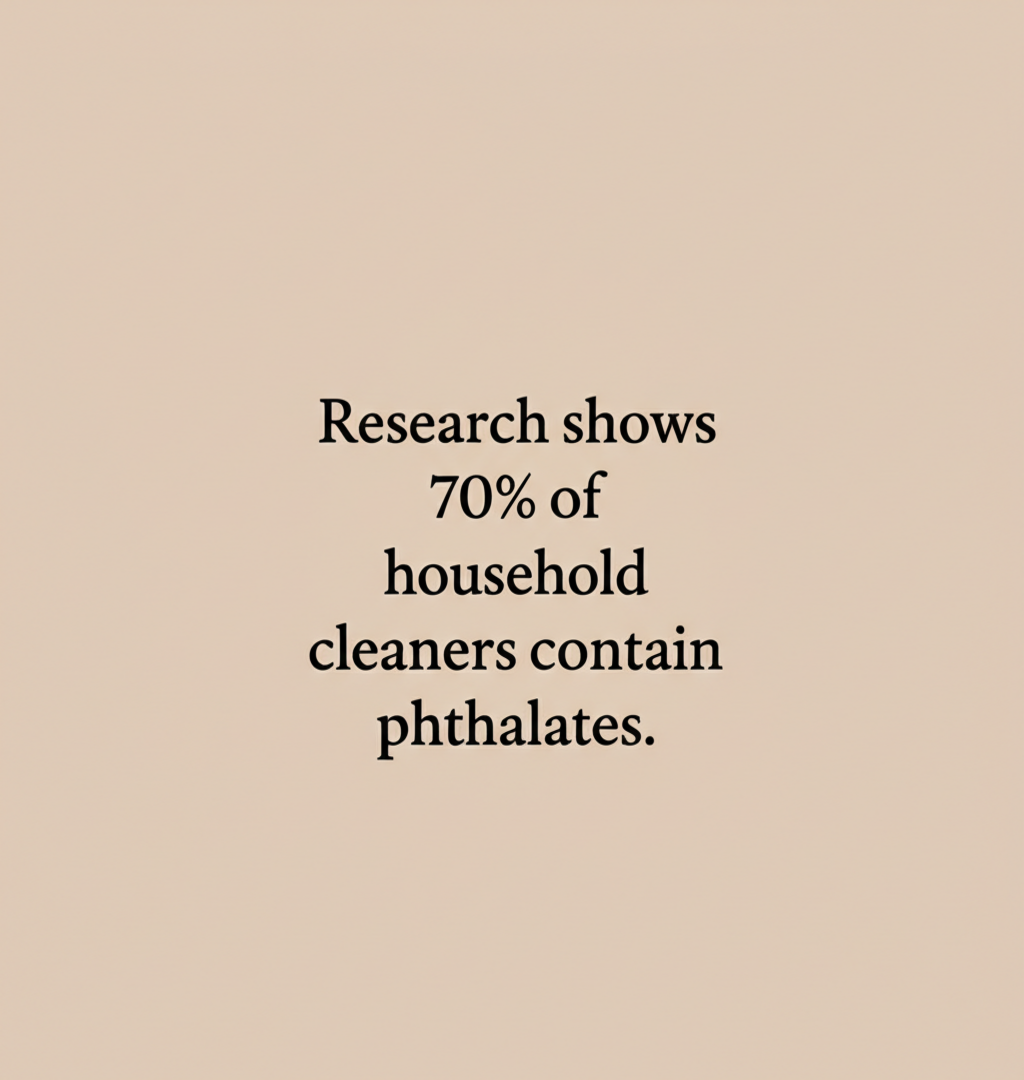 Research shows
70% of
household
cleaners contain
phthalates.